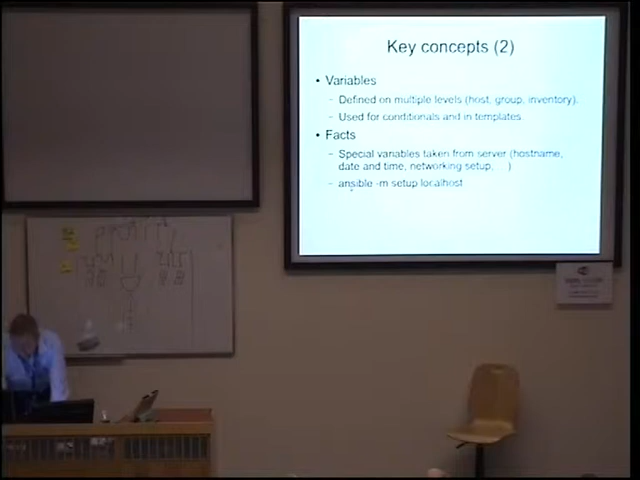 Key concepts (2)
• Variables
– Defined on multiple levels (host, group, inventory).
– Used for conditionals and in templates
• Facts
– Special variables taken from server (hostname,
date and time, networking setup, ...)
– ansible -m setup localhost